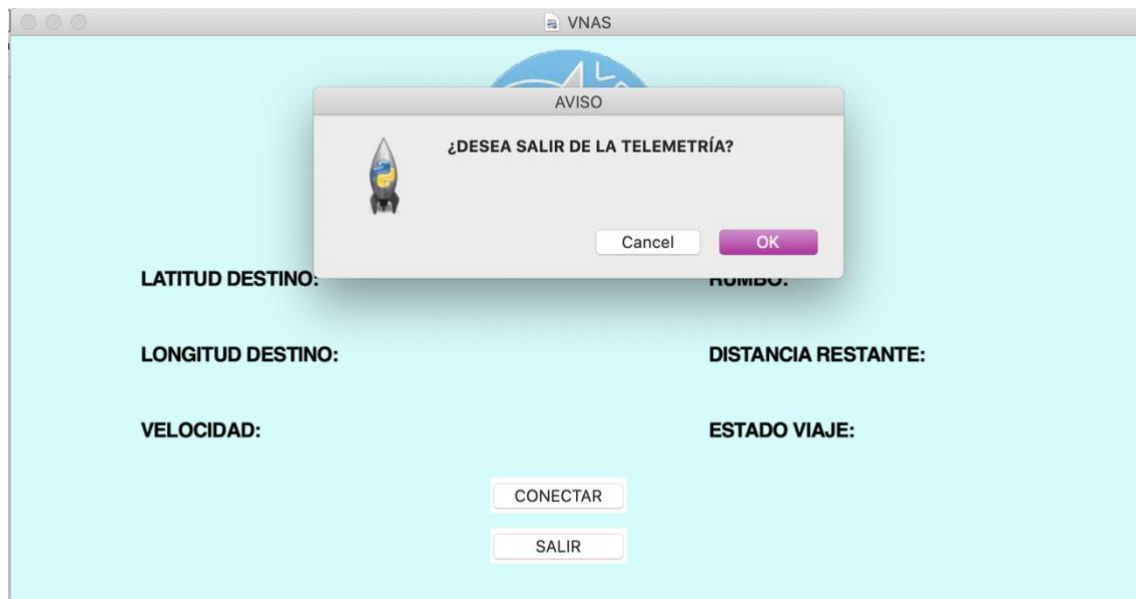 VNAS
AVISO
¿DESEA SALIR DE LA TELEMETRÍA?
Cancel OK
LATITUD DESTINO: RUMBO:
LONGITUD DESTINO: DISTANCIA RESTANTE:
VELOCIDAD: ESTADO VIAJE:
CONECTAR
SALIR